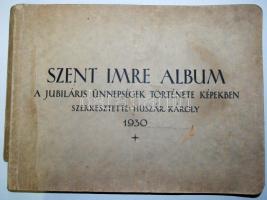 SZENT IMRE ALBUM
A JUBILÁRIS ÜNNEPSÉGEK TÖRTÉNETE KÉPEKBEN
SZERKESZTETTE HUSZÁR KÁROLY
1930